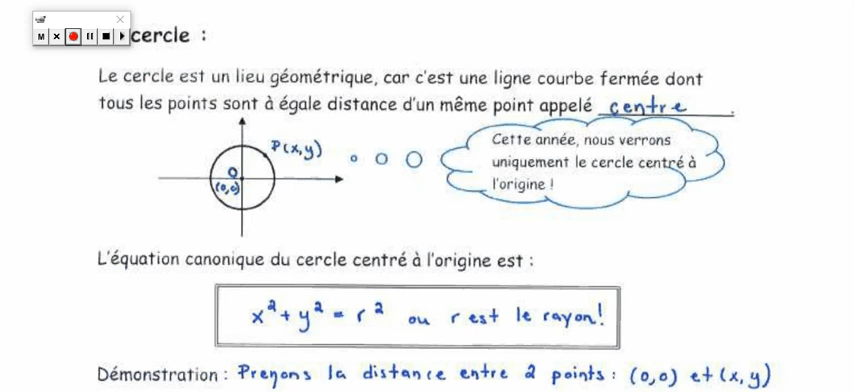 M
cercle :
Le cercle est un lieu géométrique, car c'est une ligne courbe fermée dont
tous les points sont à égale distance d'un même point appelé centre.
P(x,y)
O
(0,0)
Cette année, nous verrons
uniquement le cercle centré à
l'origine !
L'équation canonique du cercle centré à l'origine est :
x² + y² = r² ou r est le rayon!
Démonstration : Prenons la distance entre 2 points : (0,0) et (x,y)